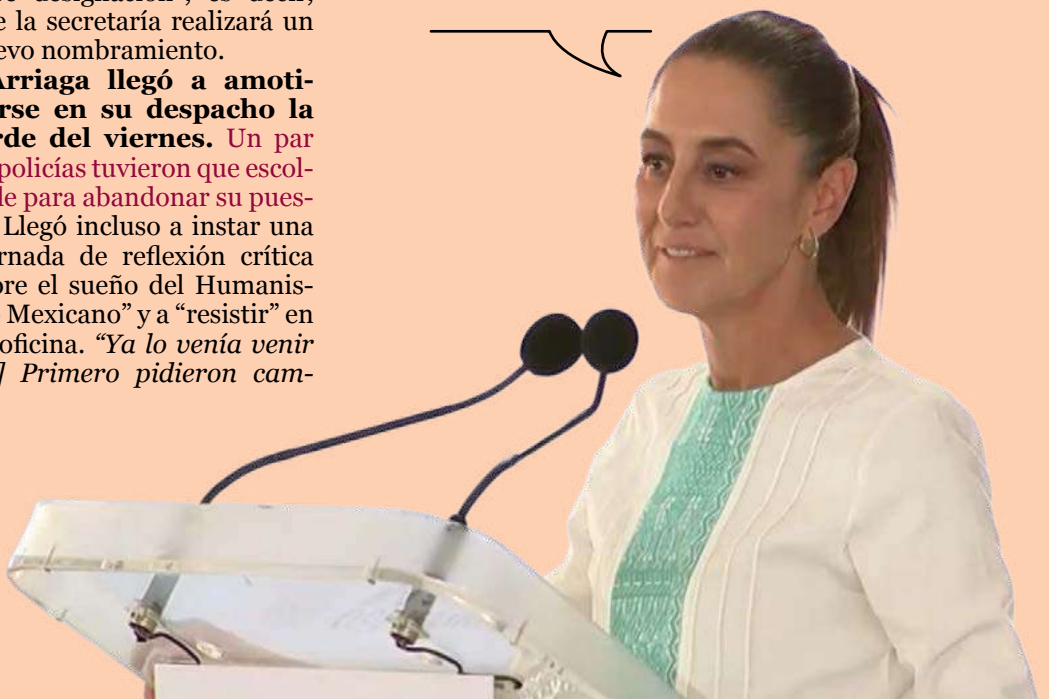 designación", es decir,
la secretaría realizará un
evo nombramiento.
Arriaga llegó a amoti-
rse en su despacho la
rde del viernes. Un par
policías tuvieron que escol-
le para abandonar su pues-
Llegó incluso a instar una
rnada de reflexión crítica
re el sueño del Humanis-
Mexicano" y a "resistir" en
oficina. "Ya lo venía venir
] Primero pidieron cam-